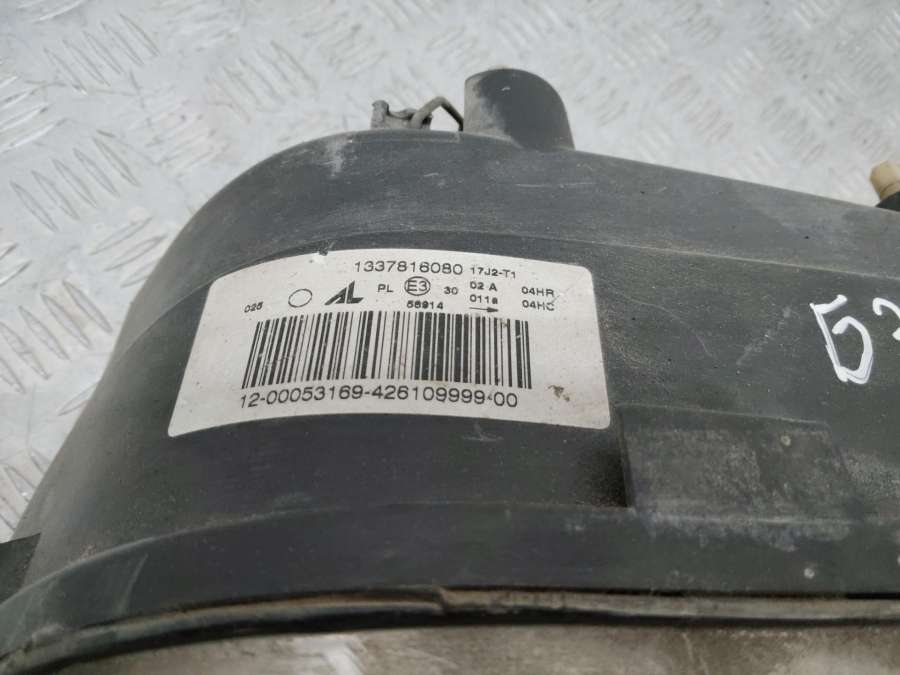 1337816080 17J2-T1
025 AL PL E3 30 02 A 04HR
56914 011a 04HC
12-00053169-426109999-00